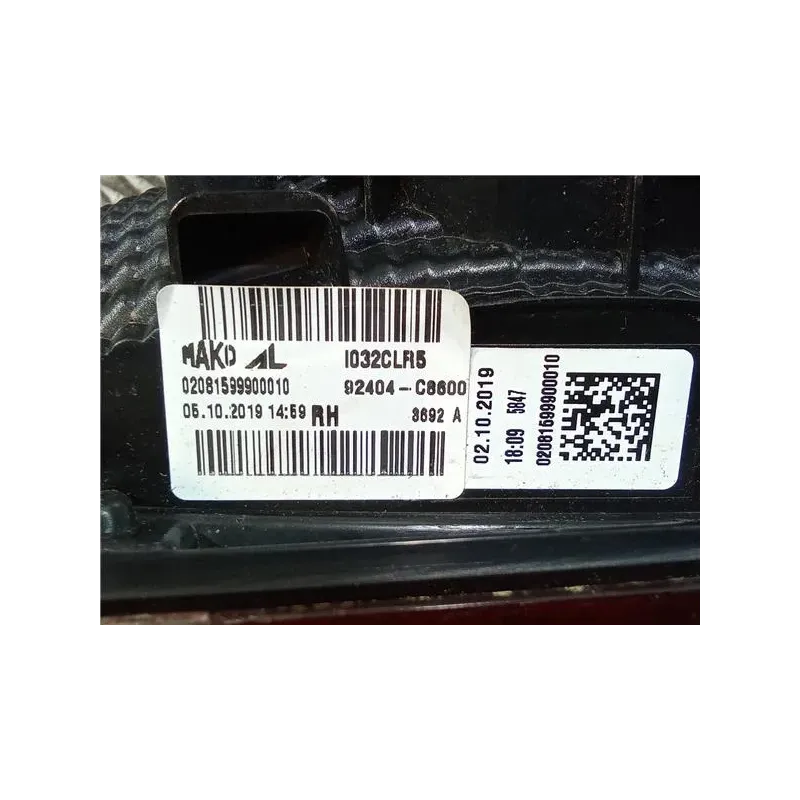 MAKO AL
I032CLR5
02081599900010
92404-C8600
05.10.2019 14:59 RH
3692 A
02.10.2019
18:09 5847
02081599900010